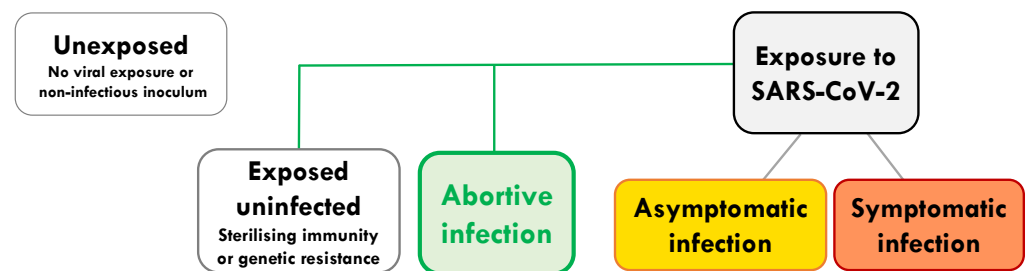 Unexposed
No viral exposure or
non-infectious inoculum
Exposure to
SARS-CoV-2
Exposed
uninfected
Sterilising immunity
or genetic resistance
Abortive
infection
Asymptomatic
infection
Symptomatic
infection